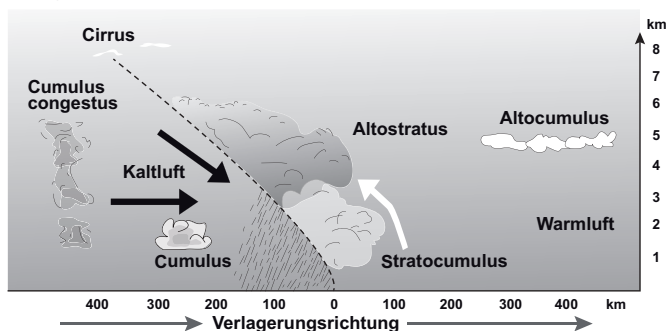 km
Cirrus
8
7
Cumulus
congestus
6
Altocumulus
Altostratus
5
Kaltluft
4
3
Warmluft
2
Cumulus
Stratocumulus
1
400 300 200 100 0 100 200 300 400 km
Verlagerungsrichtung